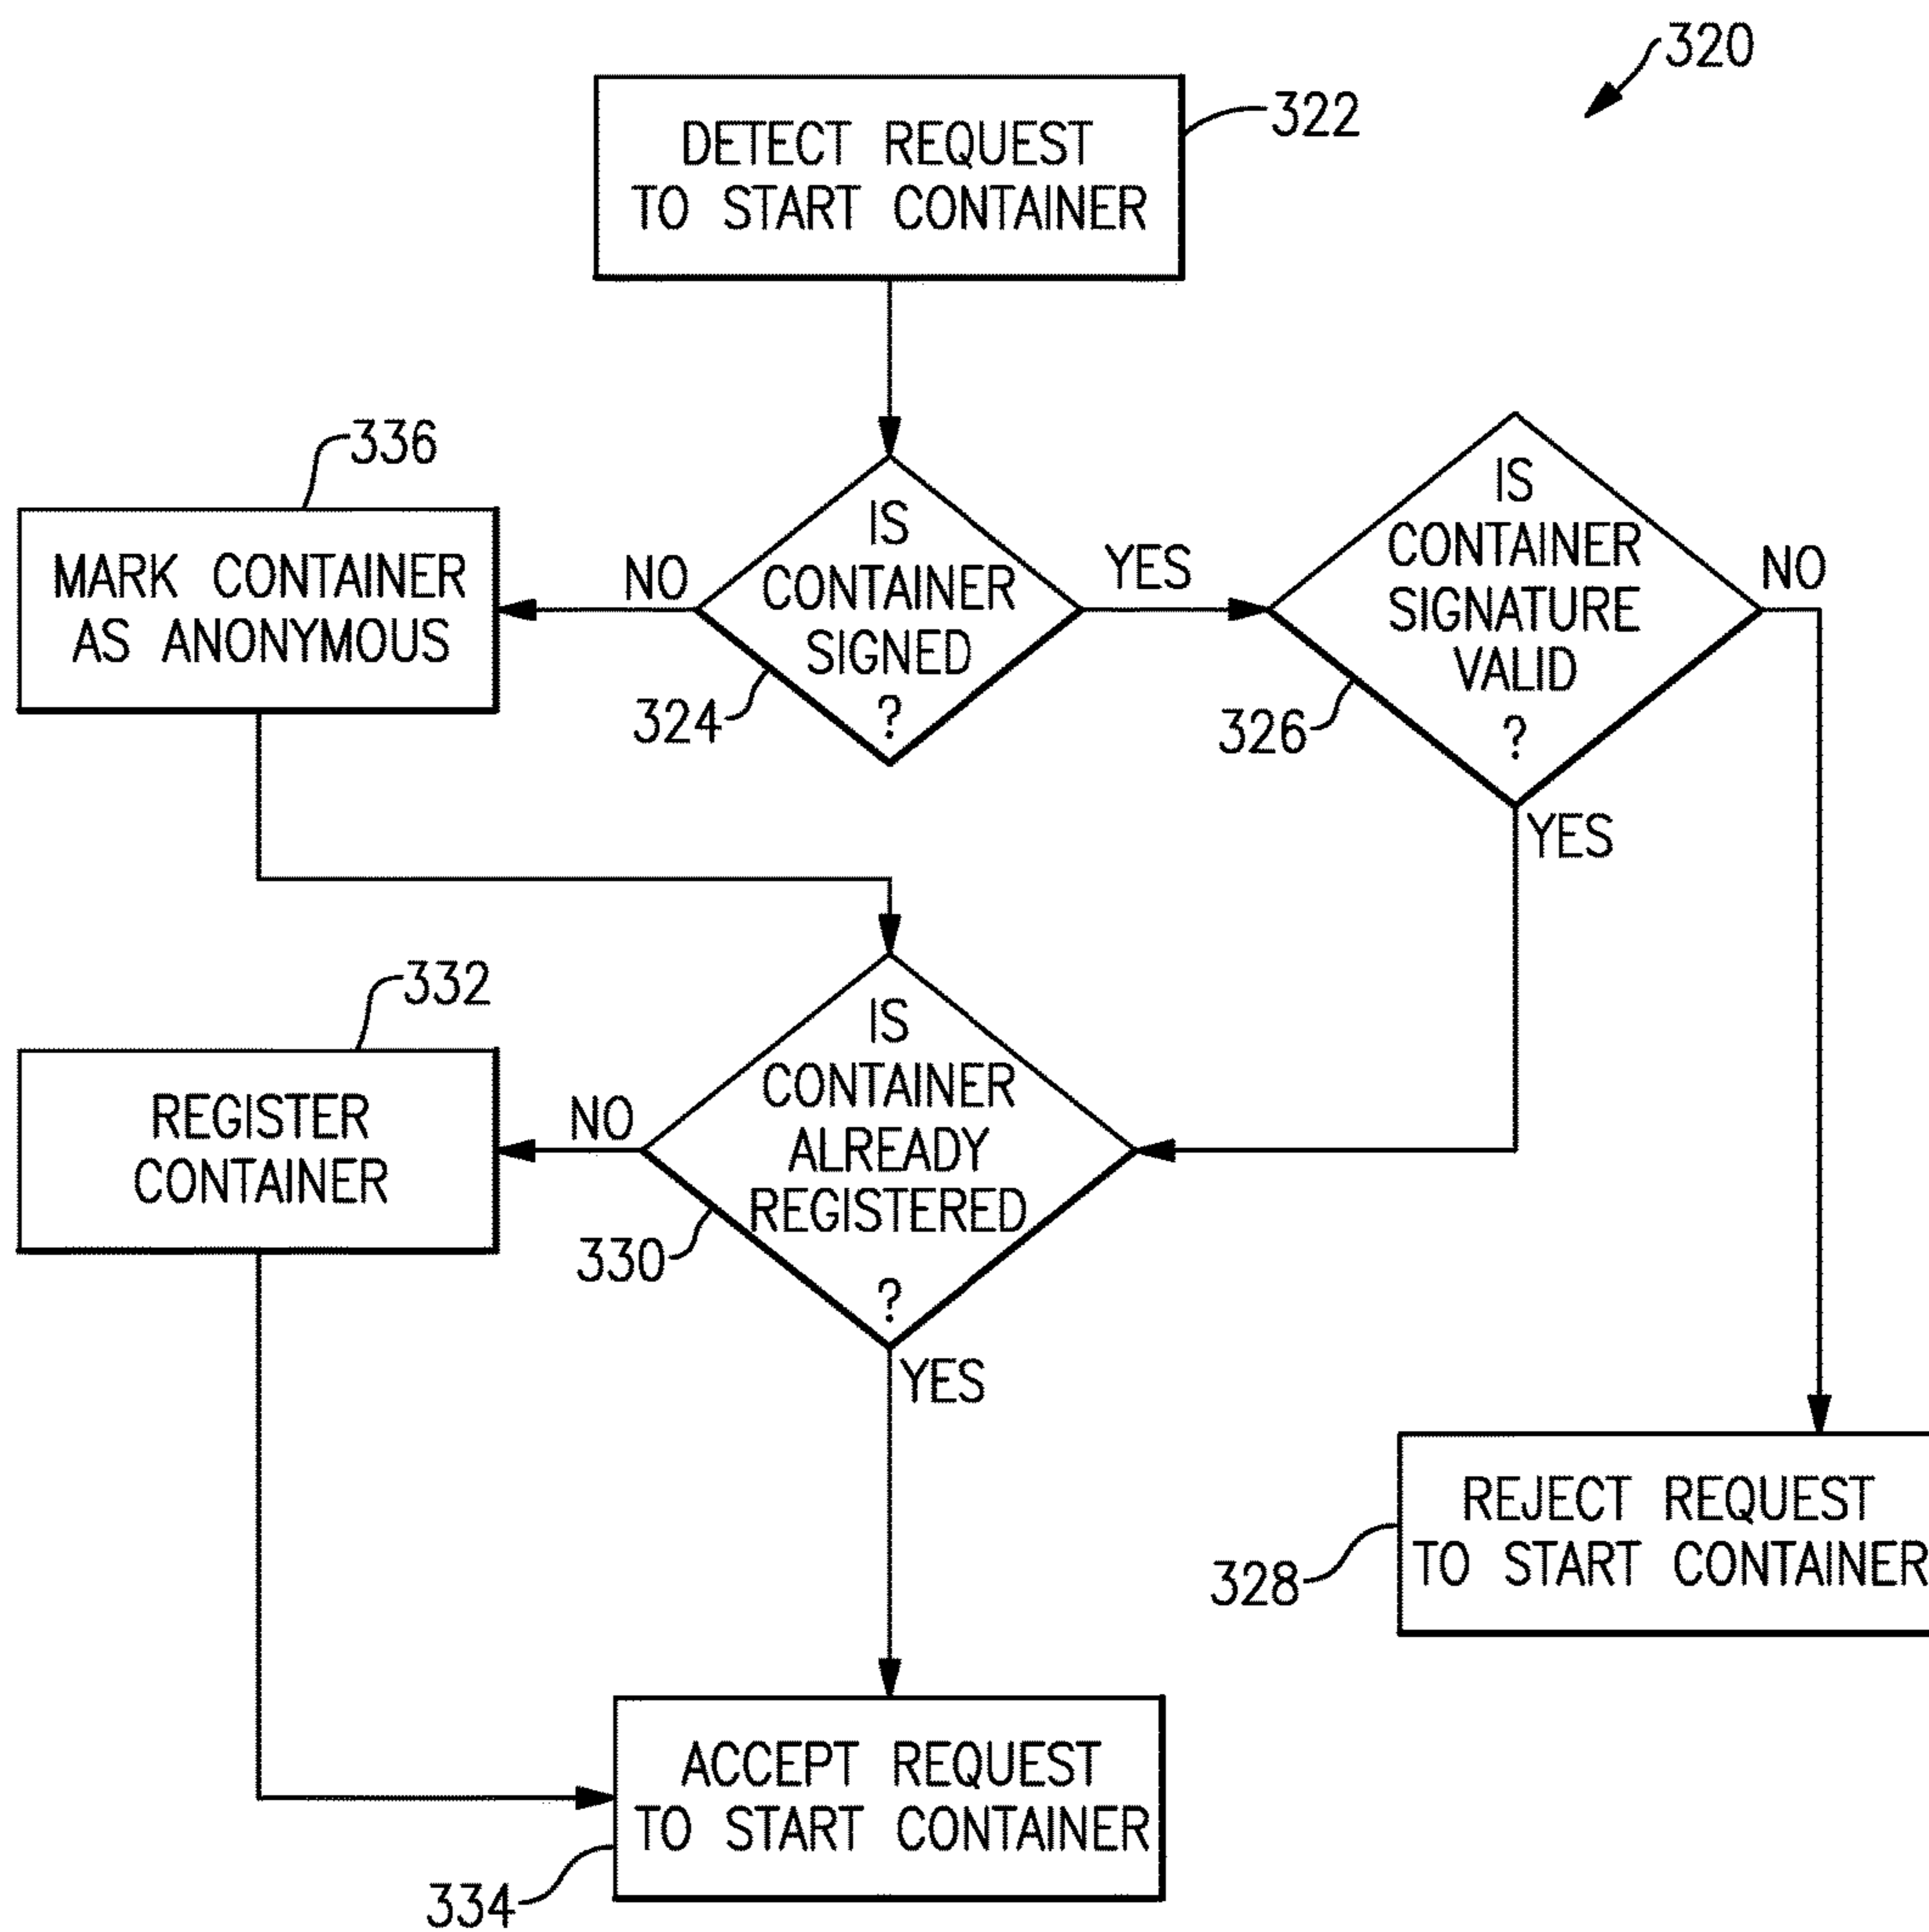 320
DETECT REQUEST
TO START CONTAINER
322
336
MARK CONTAINER
AS ANONYMOUS
NO
IS
CONTAINER
SIGNED
?
324
YES
IS
CONTAINER
SIGNATURE
VALID
?
326
NO
YES
332
REGISTER
CONTAINER
NO
IS
CONTAINER
ALREADY
REGISTERED
?
330
YES
REJECT REQUEST
TO START CONTAINER
328
ACCEPT REQUEST
TO START CONTAINER
334